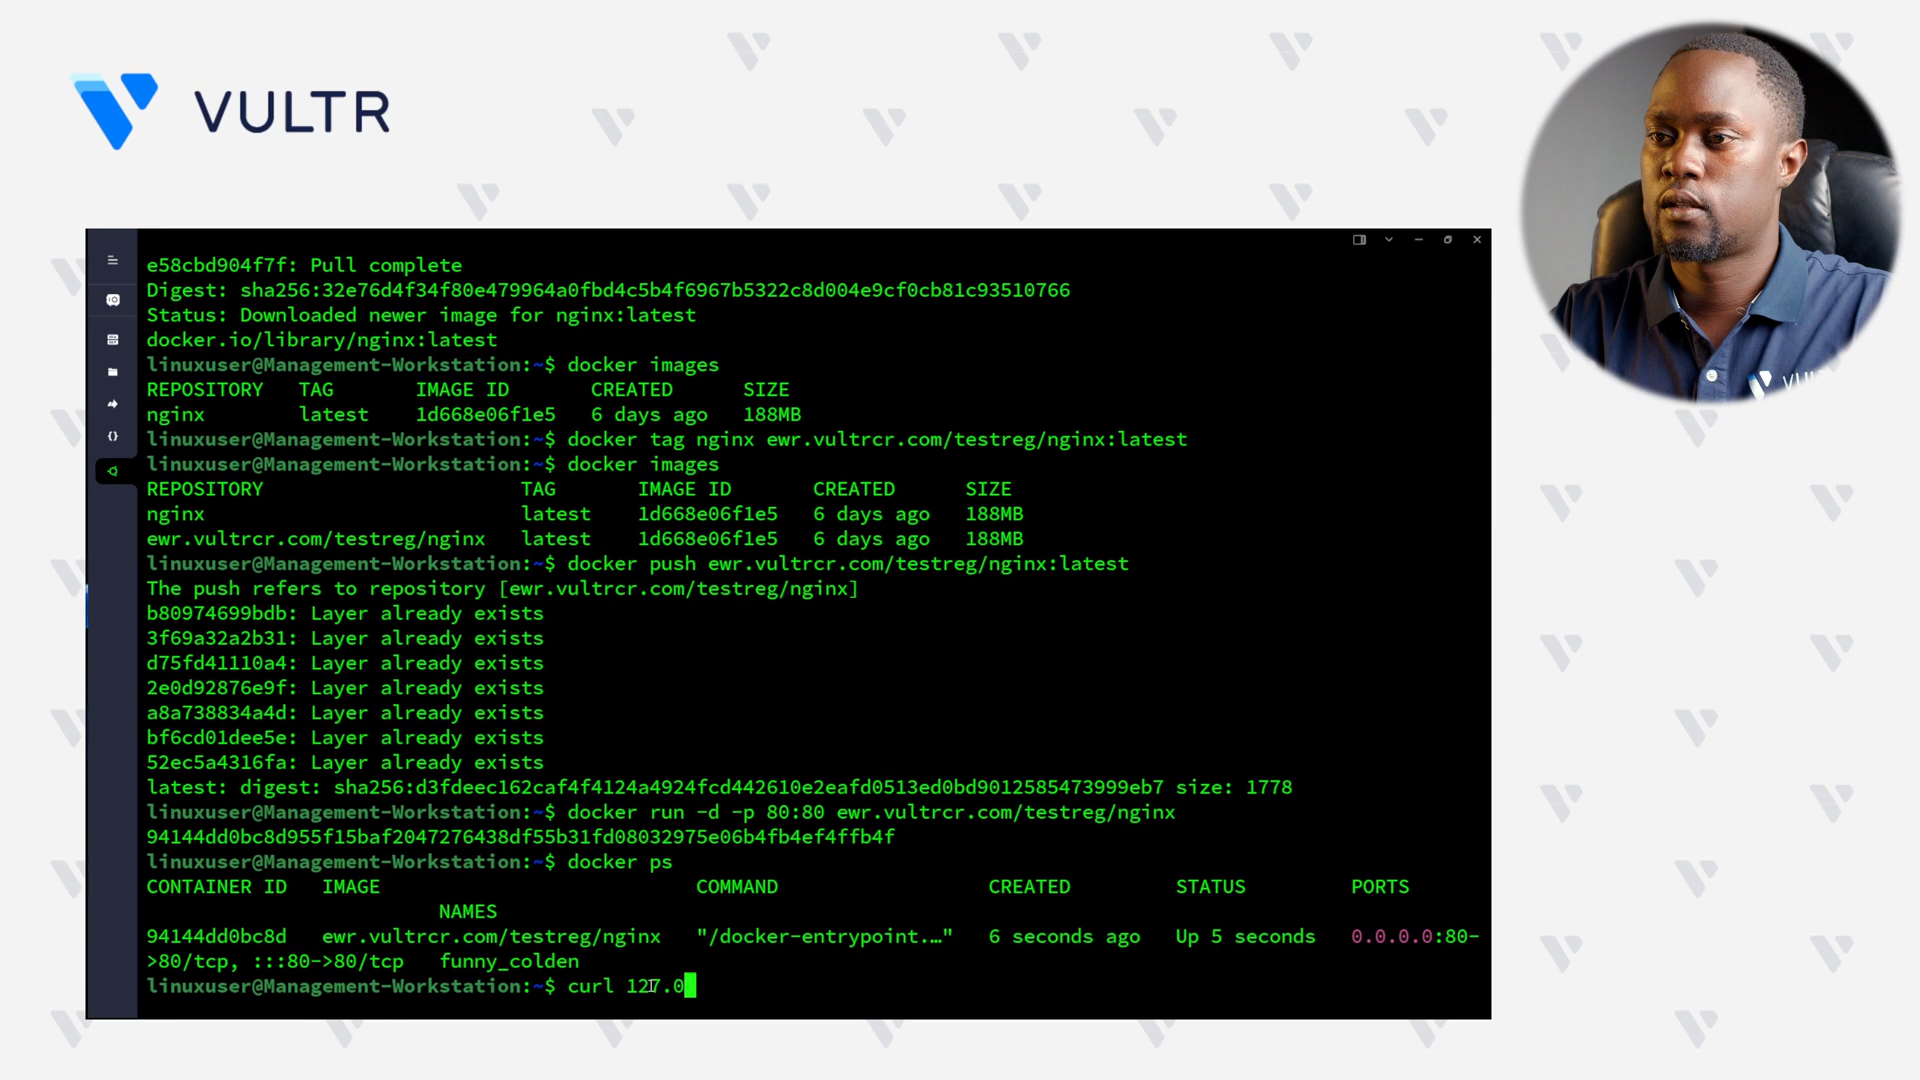 VULTR
e58cbd904f7f: Pull complete
Digest: sha256:32e76d4f34f80e479964a0fbd4c5b4f6967b5322c8d004e9cf0cb81c93510766
Status: Downloaded newer image for nginx:latest
docker.io/library/nginx:latest
linuxuser@Management-Workstation:~$ docker images
REPOSITORY   TAG       IMAGE ID       CREATED      SIZE
nginx        latest    1d668e06f1e5   6 days ago   188MB
linuxuser@Management-Workstation:~$ docker tag nginx ewr.vultrcr.com/testreg/nginx:latest
linuxuser@Management-Workstation:~$ docker images
REPOSITORY                      TAG       IMAGE ID       CREATED      SIZE
nginx                           latest    1d668e06f1e5   6 days ago   188MB
ewr.vultrcr.com/testreg/nginx   latest    1d668e06f1e5   6 days ago   188MB
linuxuser@Management-Workstation:~$ docker push ewr.vultrcr.com/testreg/nginx:latest
The push refers to repository [ewr.vultrcr.com/testreg/nginx]
b80974699bdb: Layer already exists
3f69a32a2b31: Layer already exists
d75fd41110a4: Layer already exists
2e0d92876e9f: Layer already exists
a8a738834a4d: Layer already exists
bf6cd01dee5e: Layer already exists
52ec5a4316fa: Layer already exists
latest: digest: sha256:d3fdeec162caf4f4124a4924fcd442610e2eafd0513ed0bd9012585473999eb7 size: 1778
linuxuser@Management-Workstation:~$ docker run -d -p 80:80 ewr.vultrcr.com/testreg/nginx
94144dd0bc8d955f15baf2047276438df55b31fd08032975e06b4fb4ef4ffb4f
linuxuser@Management-Workstation:~$ docker ps
CONTAINER ID   IMAGE                           COMMAND                  CREATED         STATUS         PORTS
NAMES
94144dd0bc8d   ewr.vultrcr.com/testreg/nginx   "/docker-entrypoint.…"   6 seconds ago   Up 5 seconds   0.0.0.0:80-
>80/tcp, :::80->80/tcp   funny_colden
linuxuser@Management-Workstation:~$ curl 127.0